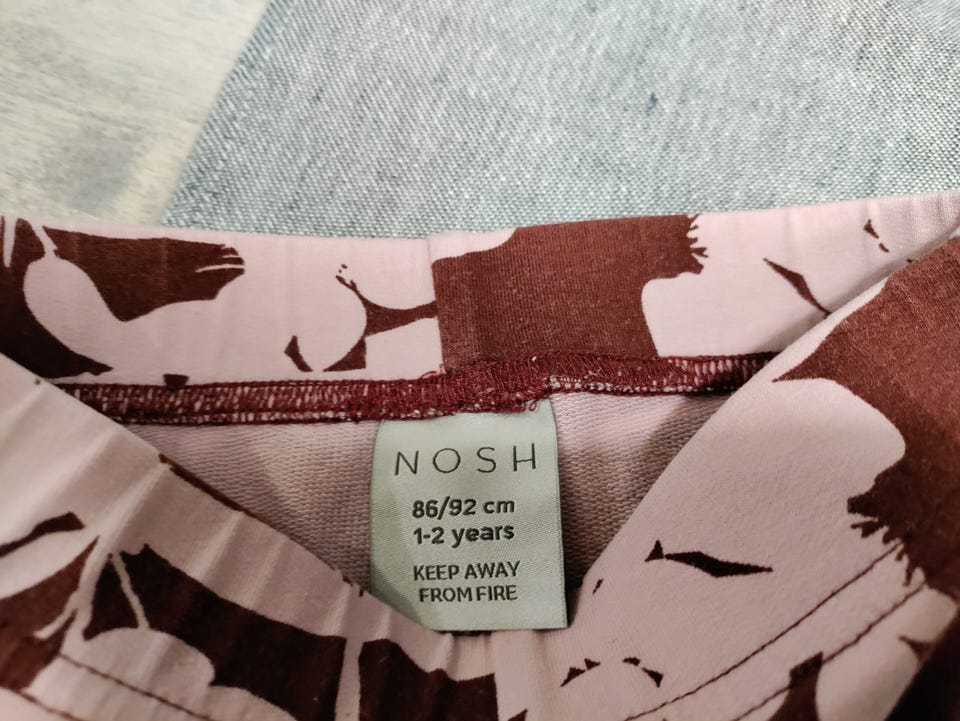 NOSH
86/92 cm
1-2 years
KEEP AWAY
FROM FIRE